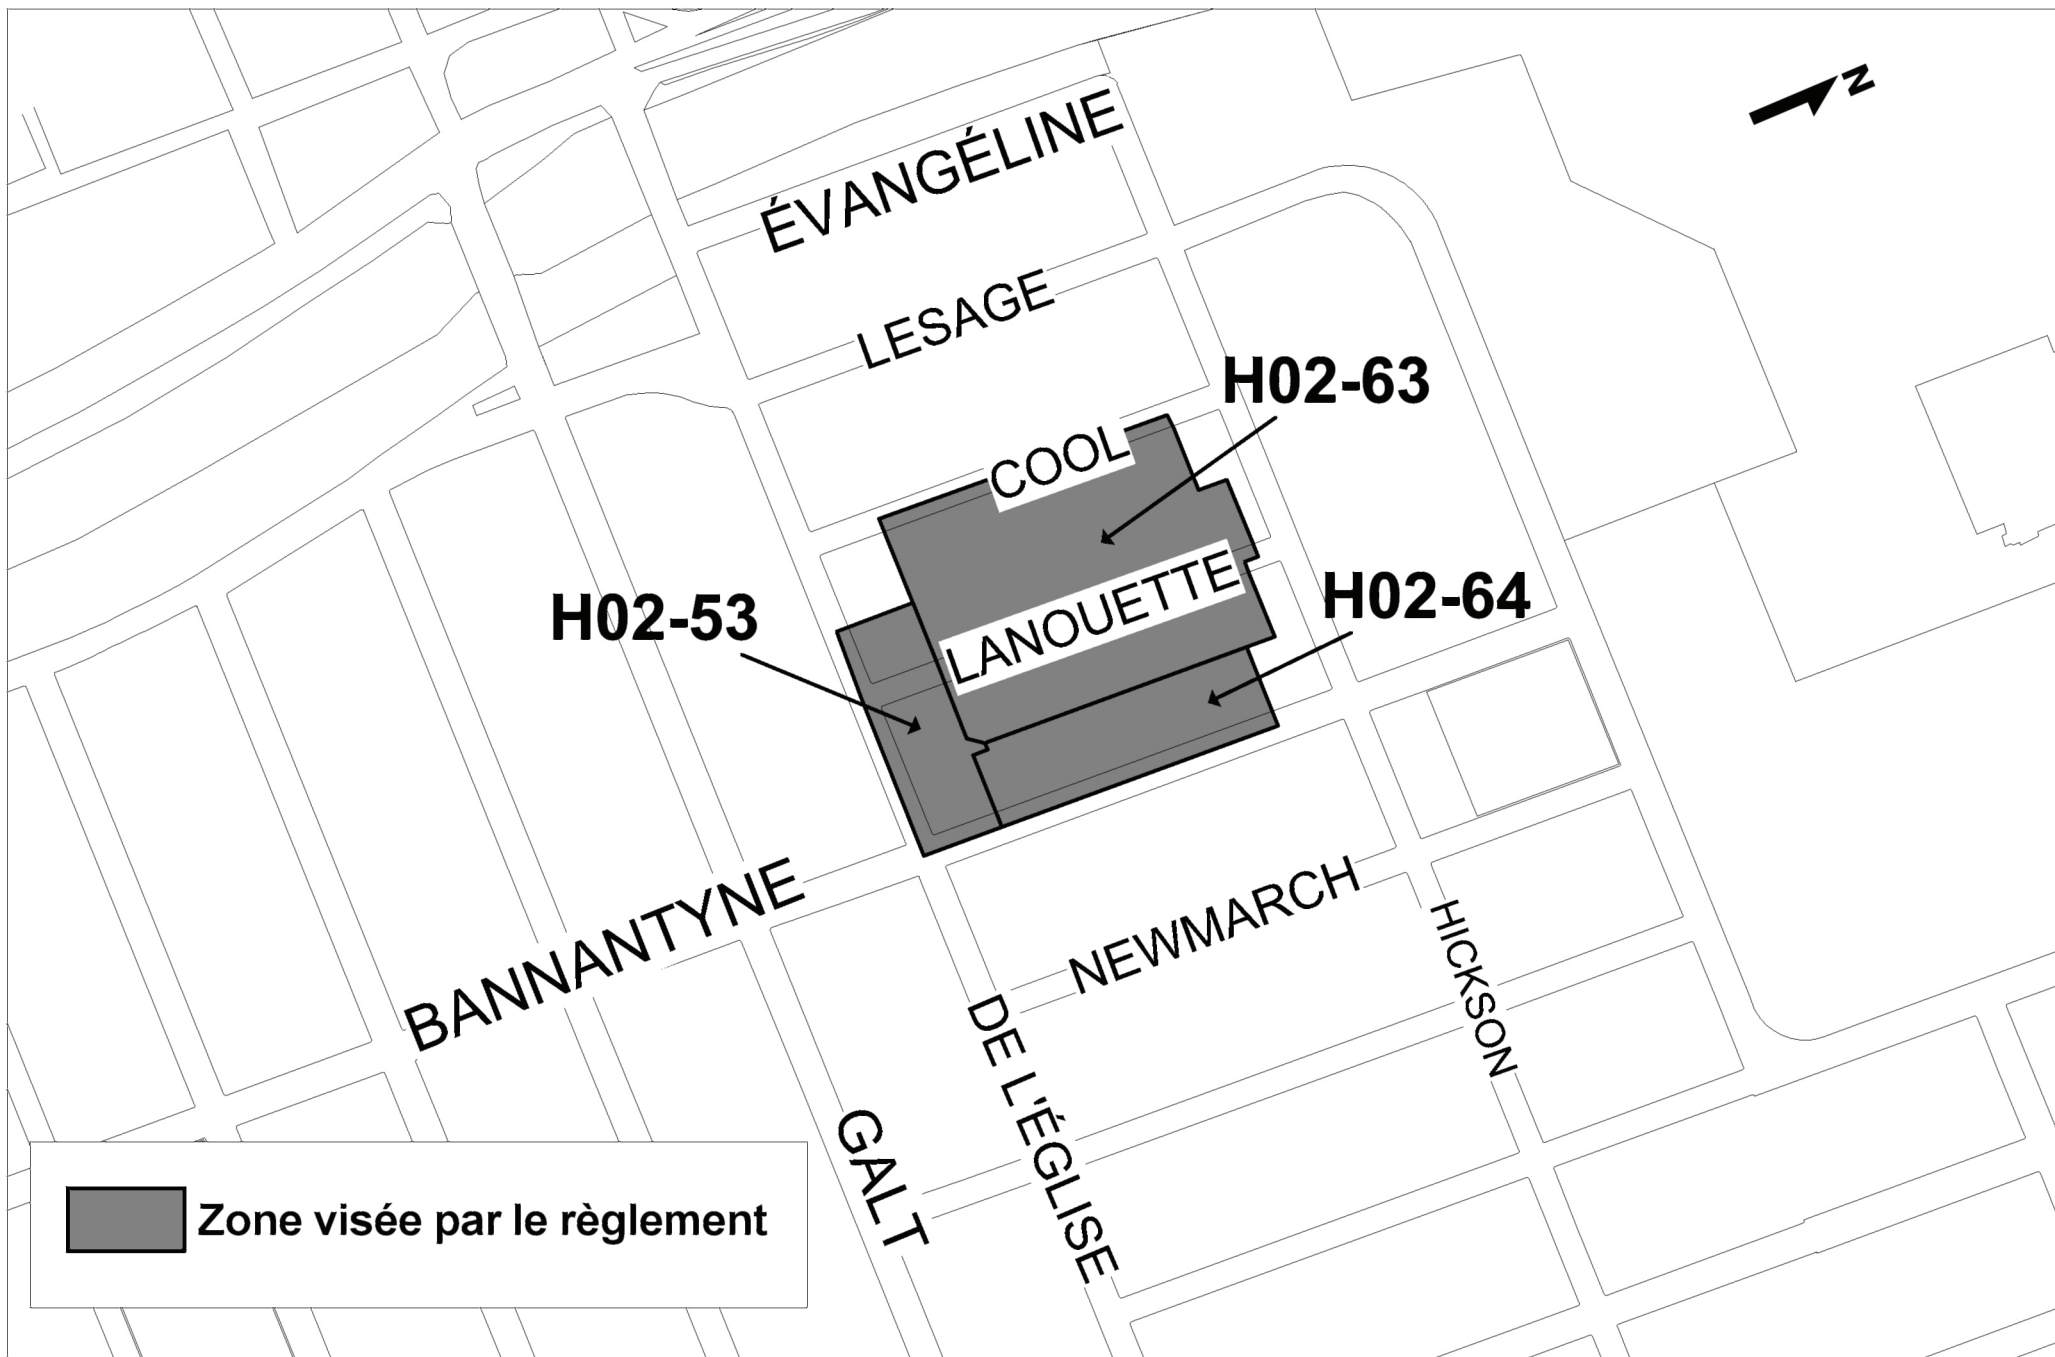 N
ÉVANGÉLINE
LESAGE
H02-63
COOL
LANOUETTE
H02-64
H02-53
BANNANTYNE
NEWMARCH
HICKSON
DE L'ÉGLISE
GALT
Zone visée par le règlement